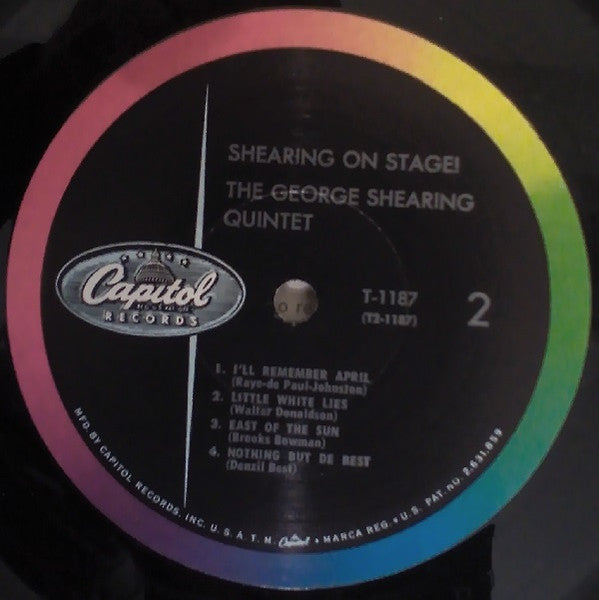 SHEARING ON STAGE!
THE GEORGE SHEARING
QUINTET
Capitol
RECORDS
T-1187
(T2-1187)
2
1. I'LL REMEMBER APRIL
(Raye-de Paul-Johnston)
2. LITTLE WHITE LIES
(Walter Donaldson)
3. EAST OF THE SUN
(Brooks Bowman)
4. NOTHING BUT DE BEST
(Denzil Best)
MFD. BY CAPITOL RECORDS, INC. U. S. A. T. M. Capitol • MARCA REG. • U. S. PAT. NO. 2,631,859